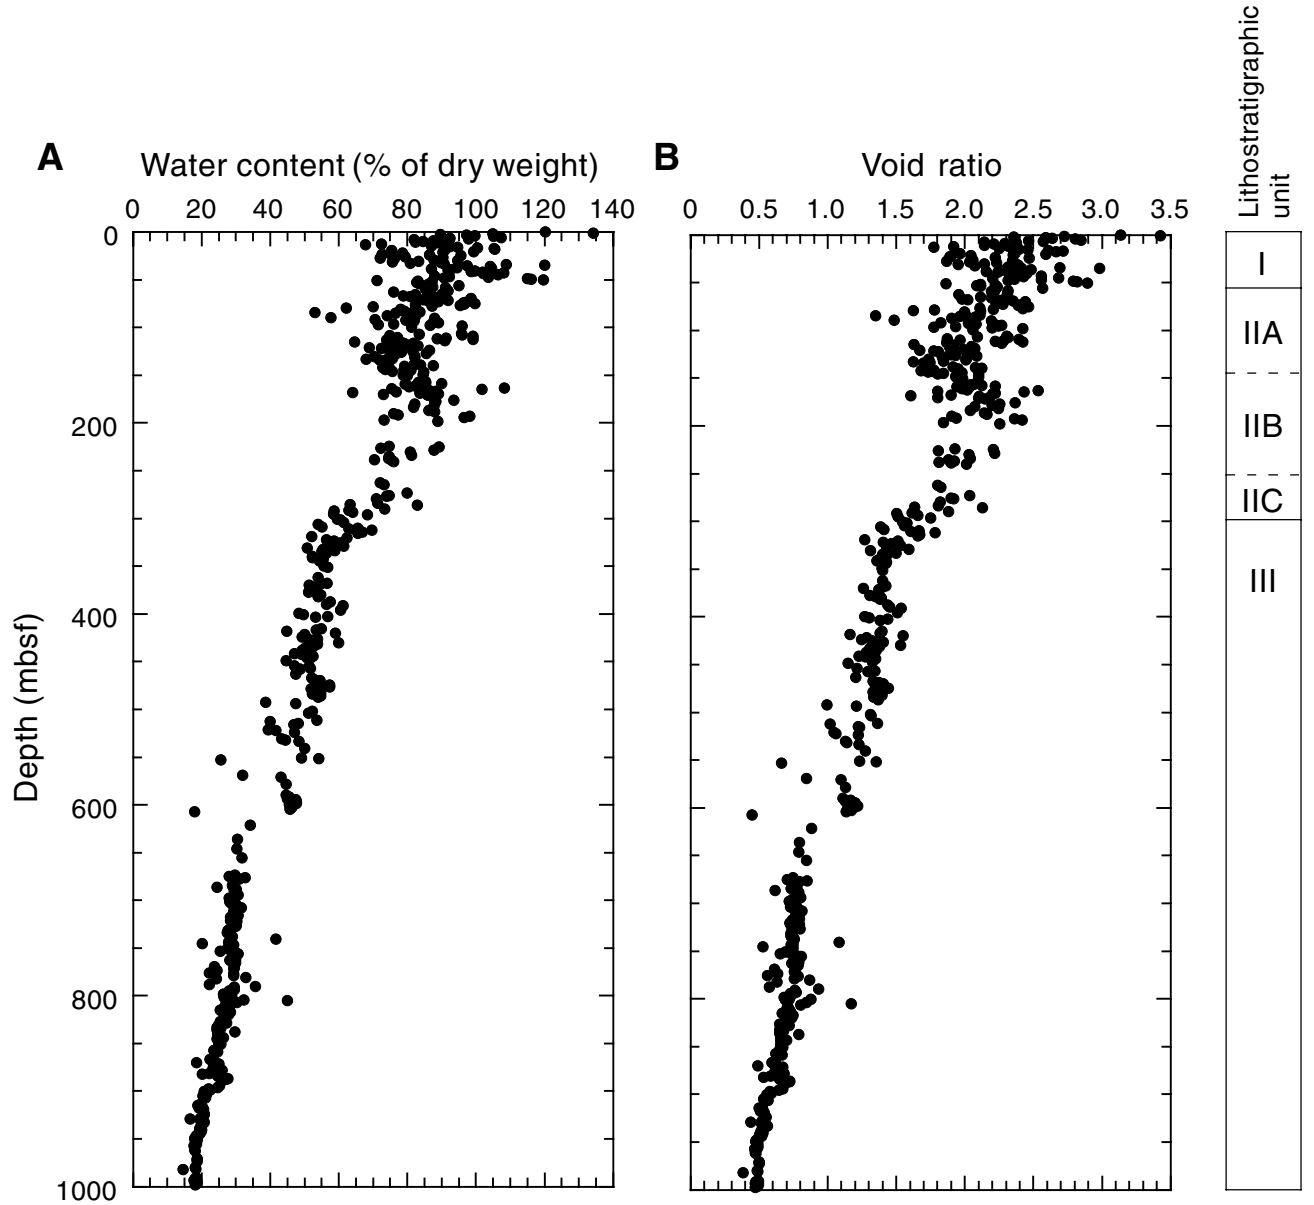 Lithostratigraphic
unit
A
Water content (% of dry weight)
0 20 40 60 80 100 120 140
B
Void ratio
0 0.5 1.0 1.5 2.0 2.5 3.0 3.5
Depth (mbsf)
0
200
400
600
800
1000
I
IIA
IIB
IIC
III